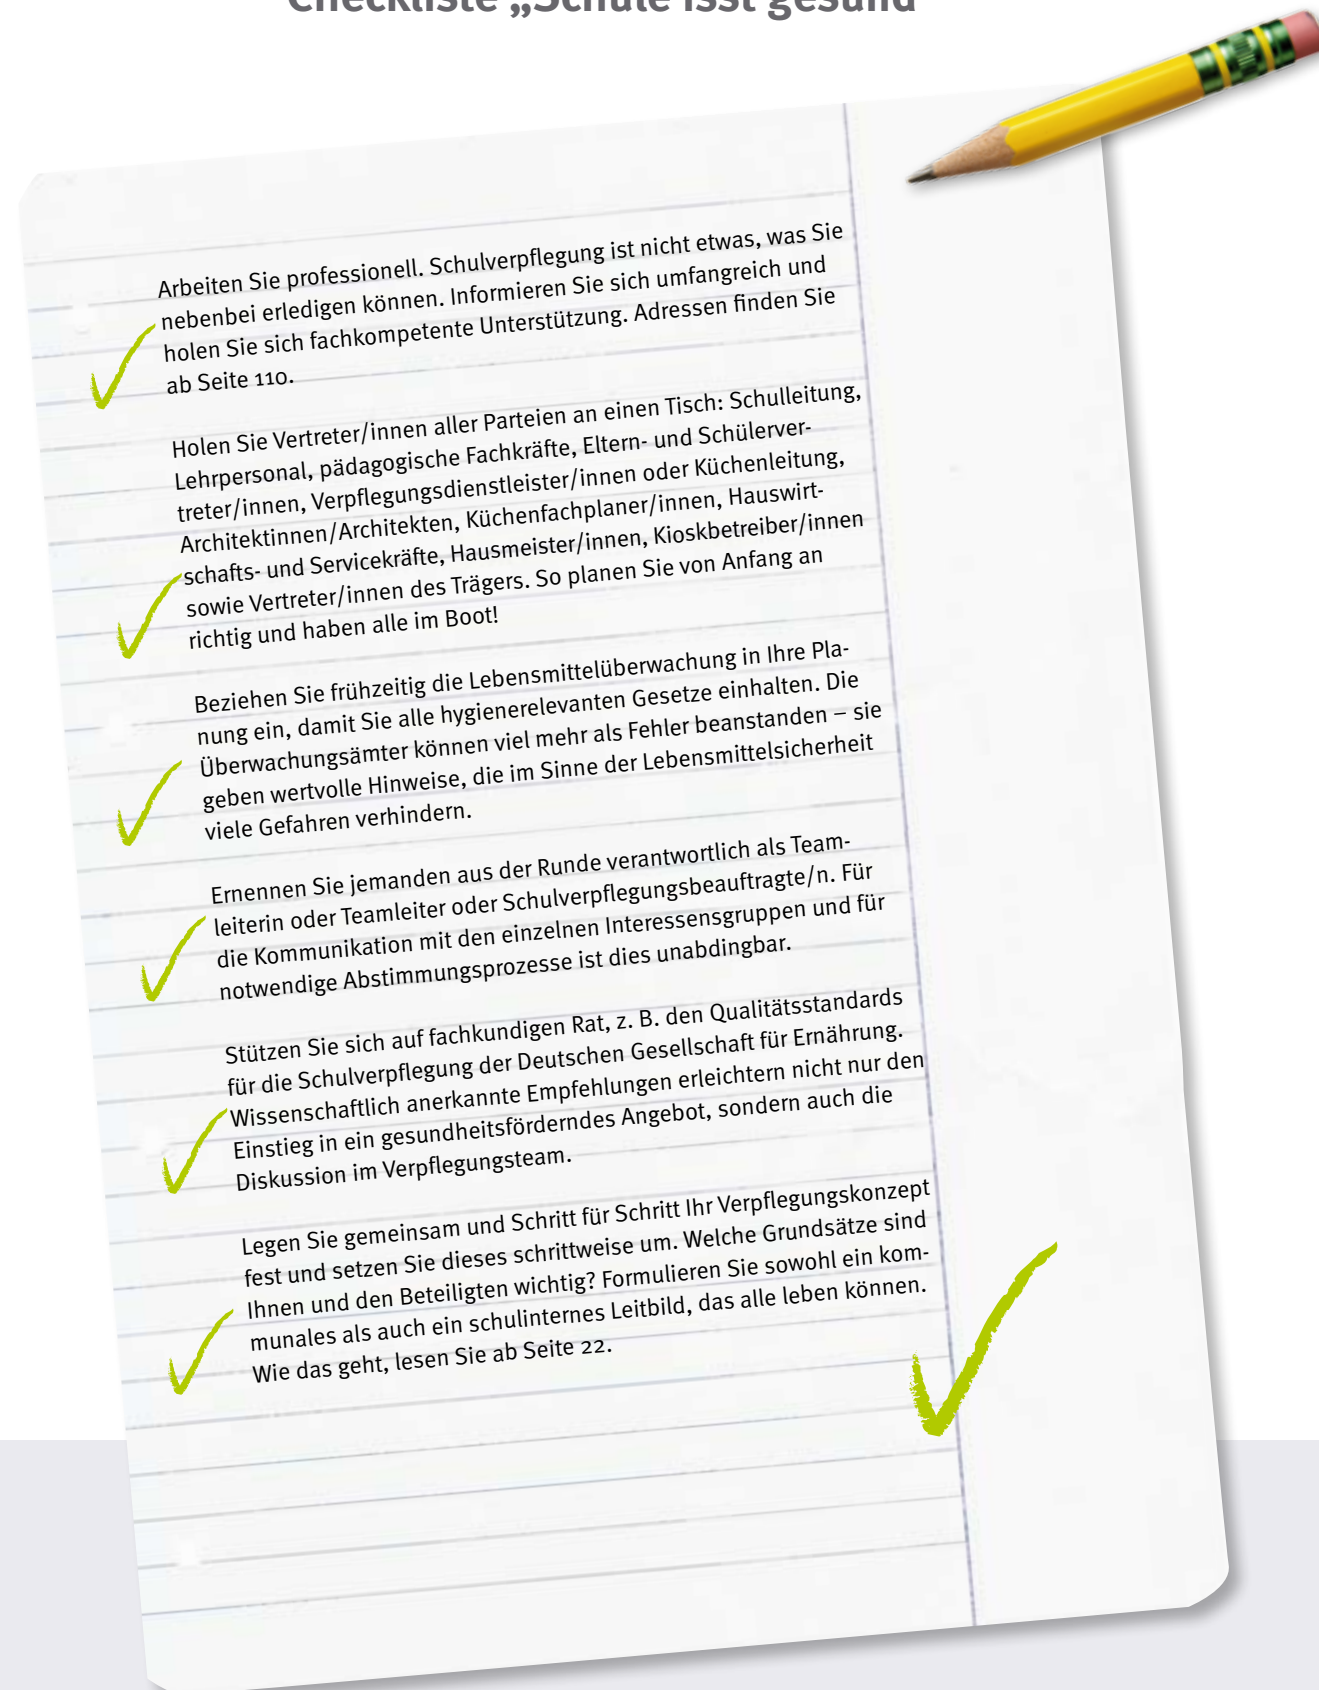 Checkliste „Schule isst gesund“
Arbeiten Sie professionell. Schulverpflegung ist nicht etwas, was Sie
nebenbei erledigen können. Informieren Sie sich umfangreich und
holen Sie sich fachkompetente Unterstützung. Adressen finden Sie
ab Seite 110.
Holen Sie Vertreter/innen aller Parteien an einen Tisch: Schulleitung,
Lehrpersonal, pädagogische Fachkräfte, Eltern- und Schülerver-
treter/innen, Verpflegungsdienstleister/innen oder Küchenleitung,
Architektinnen/Architekten, Küchenfachplaner/innen, Hauswirt-
schafts- und Servicekräfte, Hausmeister/innen, Kioskbetreiber/innen
sowie Vertreter/innen des Trägers. So planen Sie von Anfang an
richtig und haben alle im Boot!
Beziehen Sie frühzeitig die Lebensmittelüberwachung in Ihre Pla-
nung ein, damit Sie alle hygienerelevanten Gesetze einhalten. Die
Überwachungsämter können viel mehr als Fehler beanstanden – sie
geben wertvolle Hinweise, die im Sinne der Lebensmittelsicherheit
viele Gefahren verhindern.
Ernennen Sie jemanden aus der Runde verantwortlich als Team-
leiterin oder Teamleiter oder Schulverpflegungsbeauftragte/n. Für
die Kommunikation mit den einzelnen Interessensgruppen und für
notwendige Abstimmungsprozesse ist dies unabdingbar.
Stützen Sie sich auf fachkundigen Rat, z. B. den Qualitätsstandards
für die Schulverpflegung der Deutschen Gesellschaft für Ernährung.
Wissenschaftlich anerkannte Empfehlungen erleichtern nicht nur den
Einstieg in ein gesundheitsförderndes Angebot, sondern auch die
Diskussion im Verpflegungsteam.
Legen Sie gemeinsam und Schritt für Schritt Ihr Verpflegungskonzept
fest und setzen Sie dieses schrittweise um. Welche Grundsätze sind
Ihnen und den Beteiligten wichtig? Formulieren Sie sowohl ein kom-
munales als auch ein schulinternes Leitbild, das alle leben können.
Wie das geht, lesen Sie ab Seite 22.